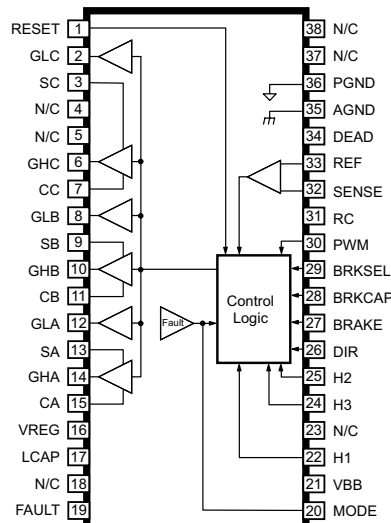 RESET 1
GLC 2
SC 3
N/C 4
N/C 5
GHC 6
CC 7
GLB 8
SB 9
GHB 10
CB 11
GLA 12
SA 13
GHA 14
CA 15
VREG 16
LCAP 17
N/C 18
FAULT 19
Fault
Control
Logic
38 N/C
37 N/C
36 PGND
35 AGND
34 DEAD
33 REF
32 SENSE
31 RC
30 PWM
29 BRKSEL
28 BRKCAP
27 BRAKE
26 DIR
25 H2
24 H3
23 N/C
22 H1
21 VBB
20 MODE